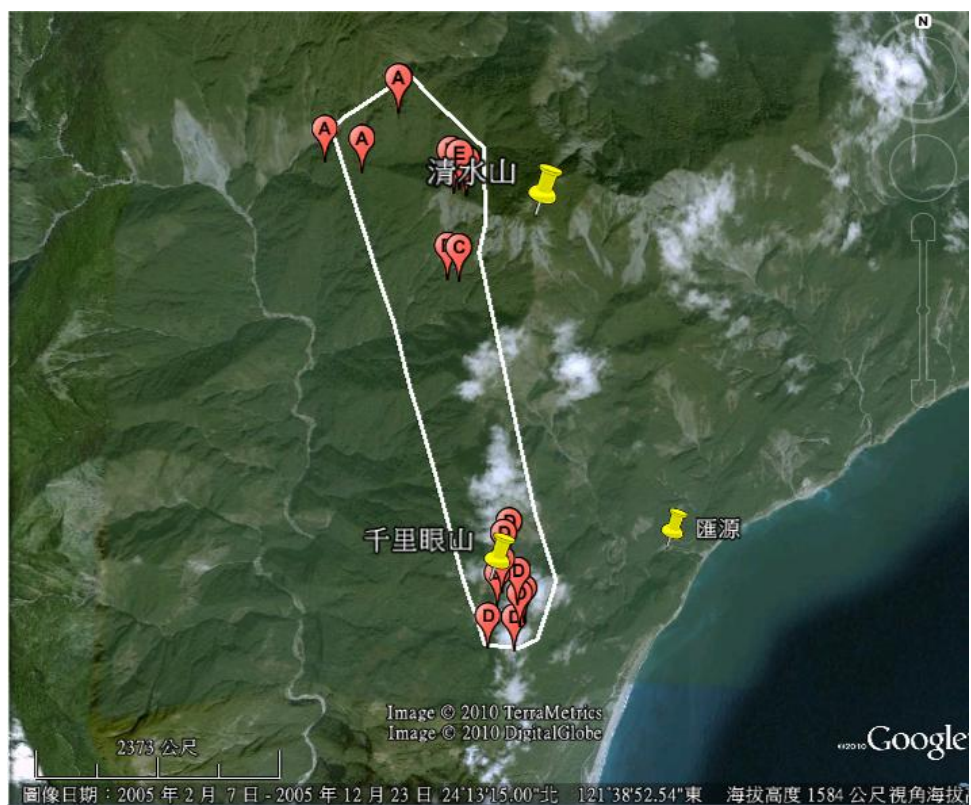 N
A
A
A
E
清水山
C
D
千里眼山
匯源
A
D
D
D
Image © 2010 TerraMetrics
Image © 2010 DigitalGlobe
2373 公尺
©2010 Google
圖像日期：2005 年 2 月 7 日 - 2005 年 12 月 23 日 24°13'15.00"北 121°38'52.54"東 海拔高度 1584 公尺視角海拔